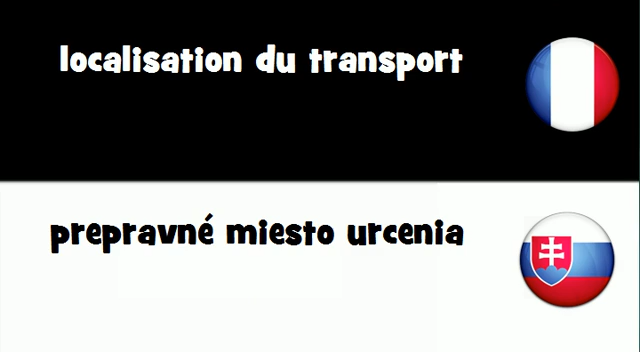 localisation du transport
prepravné miesto urcenia